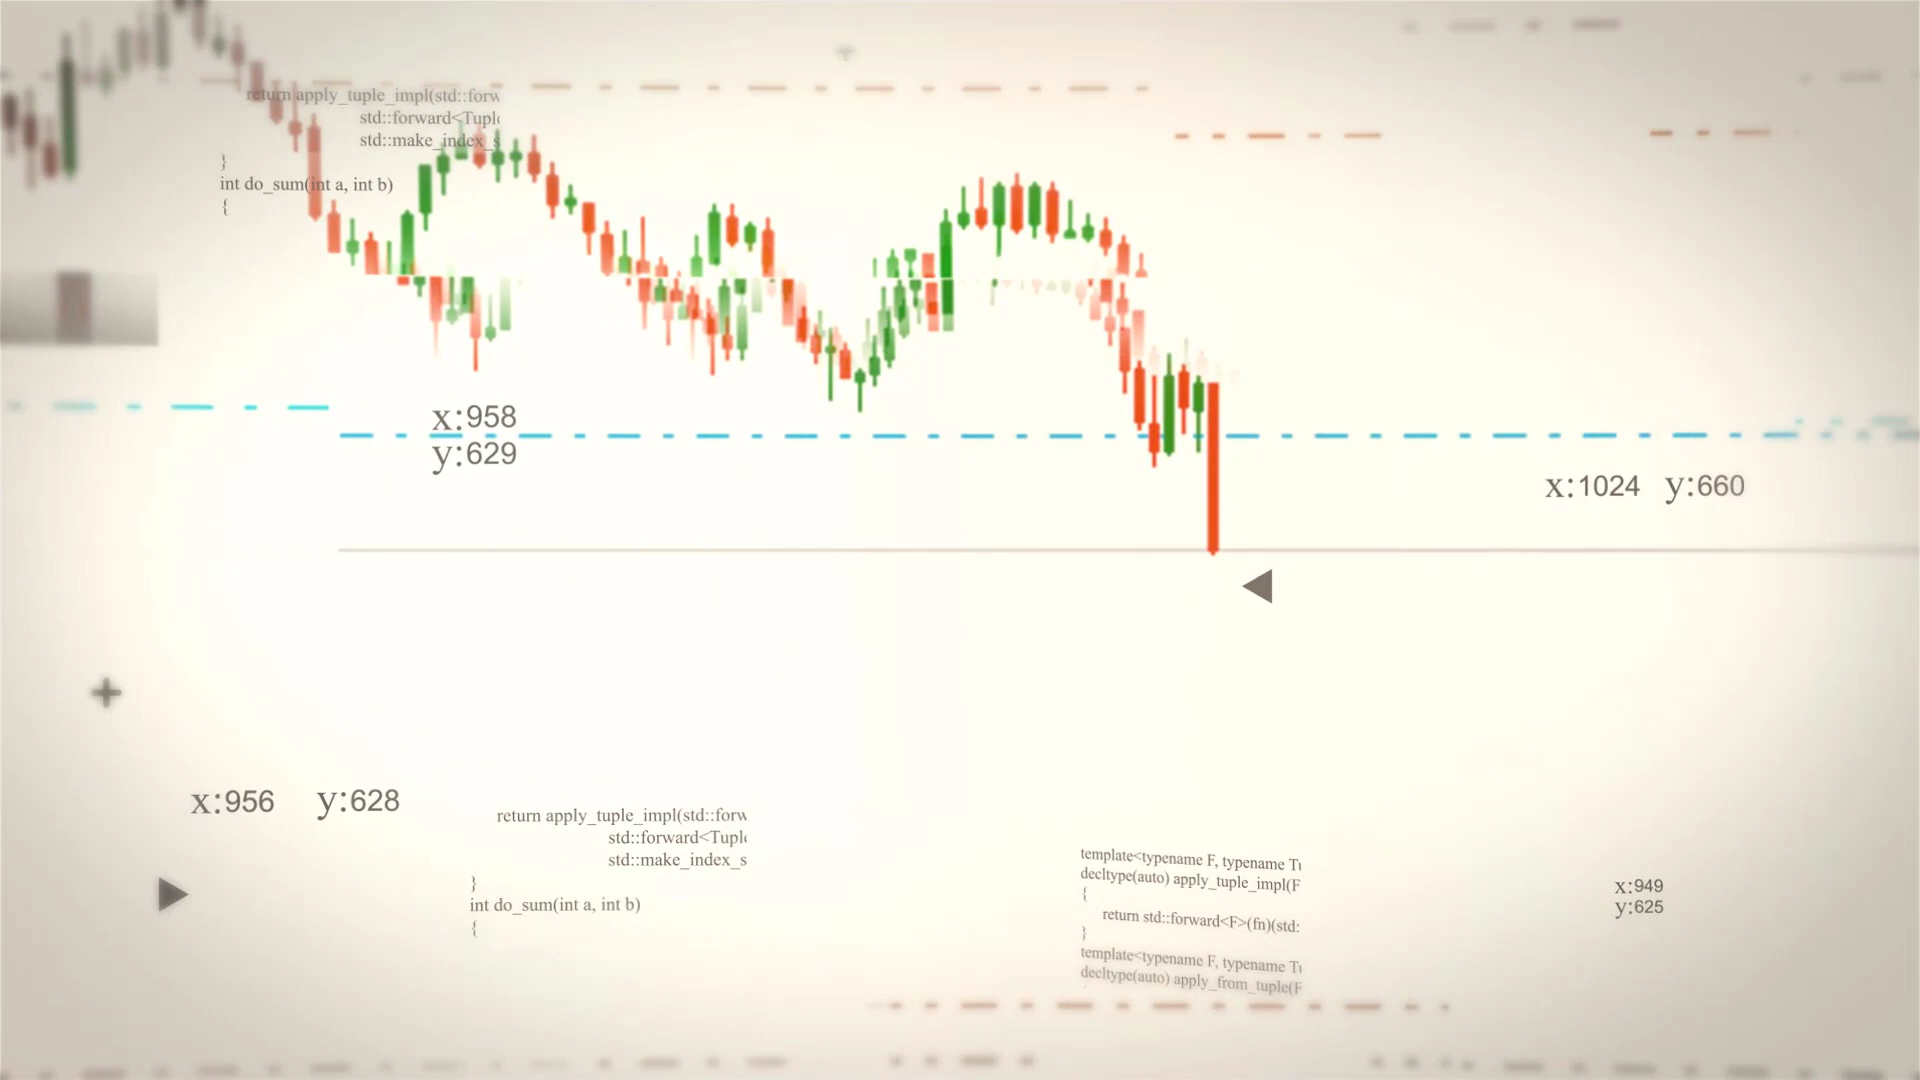 return apply_tuple_impl(std::forw
std::forward<Tupl
std::make_index_s
}
int do_sum(int a, int b)
{
x:958
y:629
x:1024 y:660
x:956 y:628
return apply_tuple_impl(std::forw
std::forward<Tupl
std::make_index_s
}
int do_sum(int a, int b)
{
template<typename F, typename T
decltype(auto) apply_tuple_impl(F
{
return std::forward<F>(fn)(std:
}
template<typename F, typename T
decltype(auto) apply_from_tuple(F
x:949
y:625